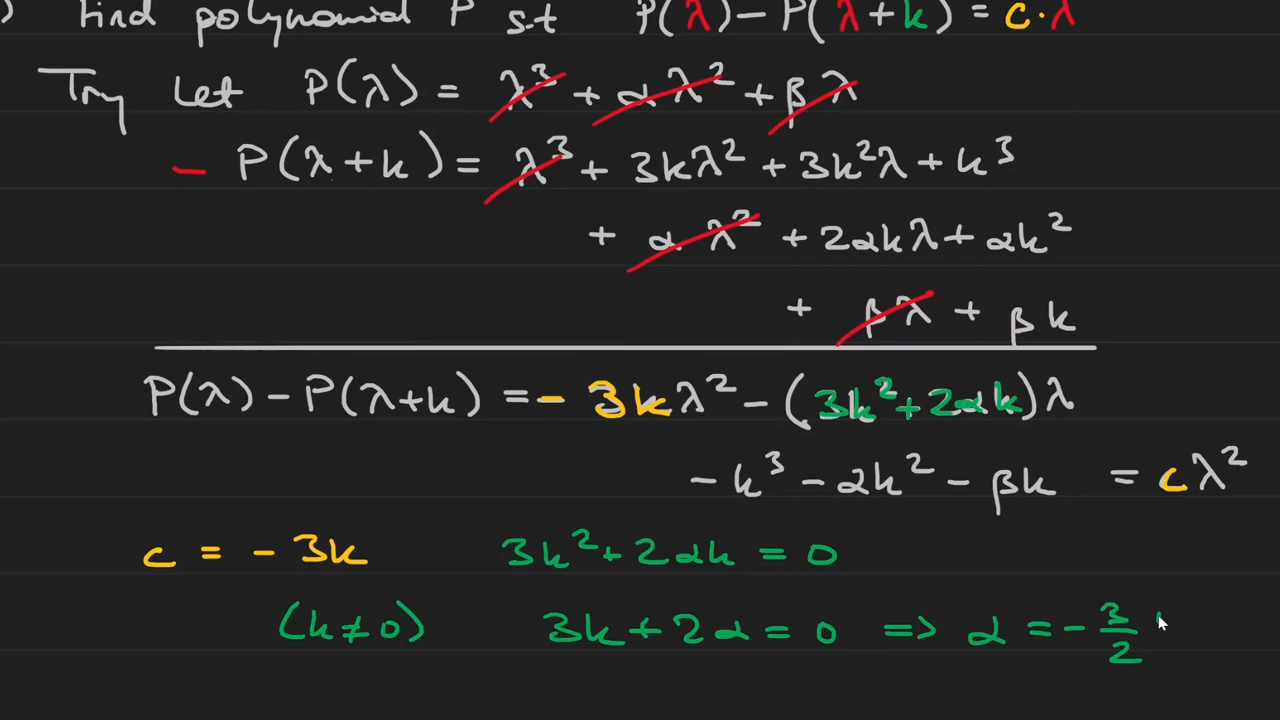 Find polynomial P s.t P(λ) - P(λ + k) = c · λ
Try Let P(λ) = λ³ + αλ² + βλ
- P(λ + k) = λ³ + 3kλ² + 3k²λ + k³
+ αλ² + 2αkλ + αk²
+ βλ + βk
P(λ) - P(λ+k) = - 3kλ² - (3k² + 2αk)λ
- k³ - αk² - βk = cλ²
c = - 3k 3k² + 2αk = 0
(k ≠ 0) 3k + 2α = 0 => α = - 3/2